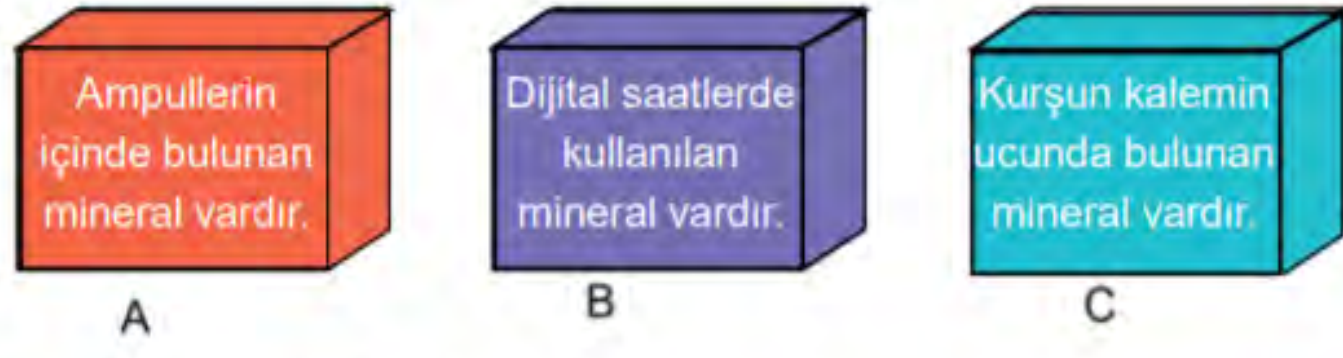 Ampullerin
içinde bulunan
mineral vardır.
A
Dijital saatlerde
kullanılan
mineral vardır.
B
Kurşun kalemin
ucunda bulunan
mineral vardır.
C